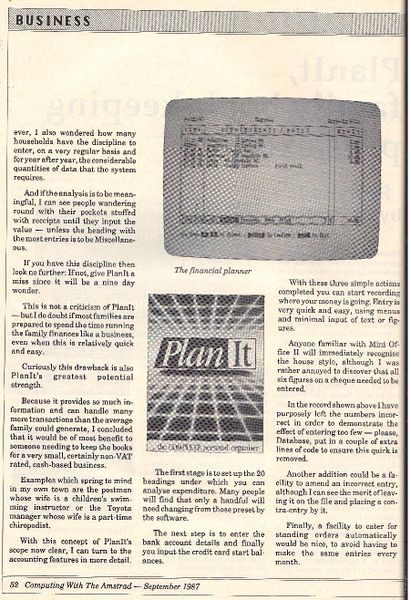 BUSINESS
ever, I also wondered how many
households have the discipline to
enter, on a very regular basis and
for year after year, the considerable
quantities of data that the system
requires.
And if the analysis is to be mean-
ingful, I can see people wandering
round with their pockets stuffed
with receipts until they input the
value — unless the heading with
the most entries is to be Miscellane-
ous.
If you have this discipline then
look no further: If not, give PlanIt a
miss since it will be a nine day
wonder.
This is not a criticism of PlanIt
— but I do doubt if most families are
prepared to spend the time running
the family finances like a business,
even when this is relatively quick
and easy.
Curiously this drawback is also
PlanIt's greatest potential
strength.
Because it provides so much in-
formation and can handle many
more transactions than the average
family could generate, I concluded
that it would be of most benefit to
someone needing to keep the books
for a very small, certainly non-VAT
rated, cash-based business.
Examples which spring to mind
in my own town are the postman
whose wife is a children's swim-
ming instructor or the Toyota
manager whose wife is a part-time
chiropodist.
With this concept of PlanIt's
scope now clear, I can turn to the
accounting features in more detail.
The financial planner
PlanIt
the COMPLETE personal organiser
The first stage is to set up the 20
headings under which you can
analyse expenditure. Many people
will find that only a handful will
need changing from those preset by
the software.
The next step is to enter the
bank account details and finally
you input the credit card start bal-
ances.
With these three simple actions
completed you can start recording
where your money is going. Entry is
very quick and easy, using menus
and minimal input of text or fig-
ures.
Anyone familiar with Mini Of-
fice II will immediately recognise
the house style, although I was
rather annoyed to discover that all
six figures on a cheque needed to be
entered.
In the record shown above I have
purposely left the numbers incor-
rect in order to demonstrate the
effect of entering too few — please,
Database, put in a couple of extra
lines of code to ensure this quirk is
removed.
Another addition could be a fa-
cility to amend an incorrect entry,
although I can see the merit of leav-
ing it on the file and placing a con-
tra-entry by it.
Finally, a facility to cater for
standing orders automatically
would be nice, to avoid having to
make the same entries every
month.
52 Computing With The Amstrad — September 1987